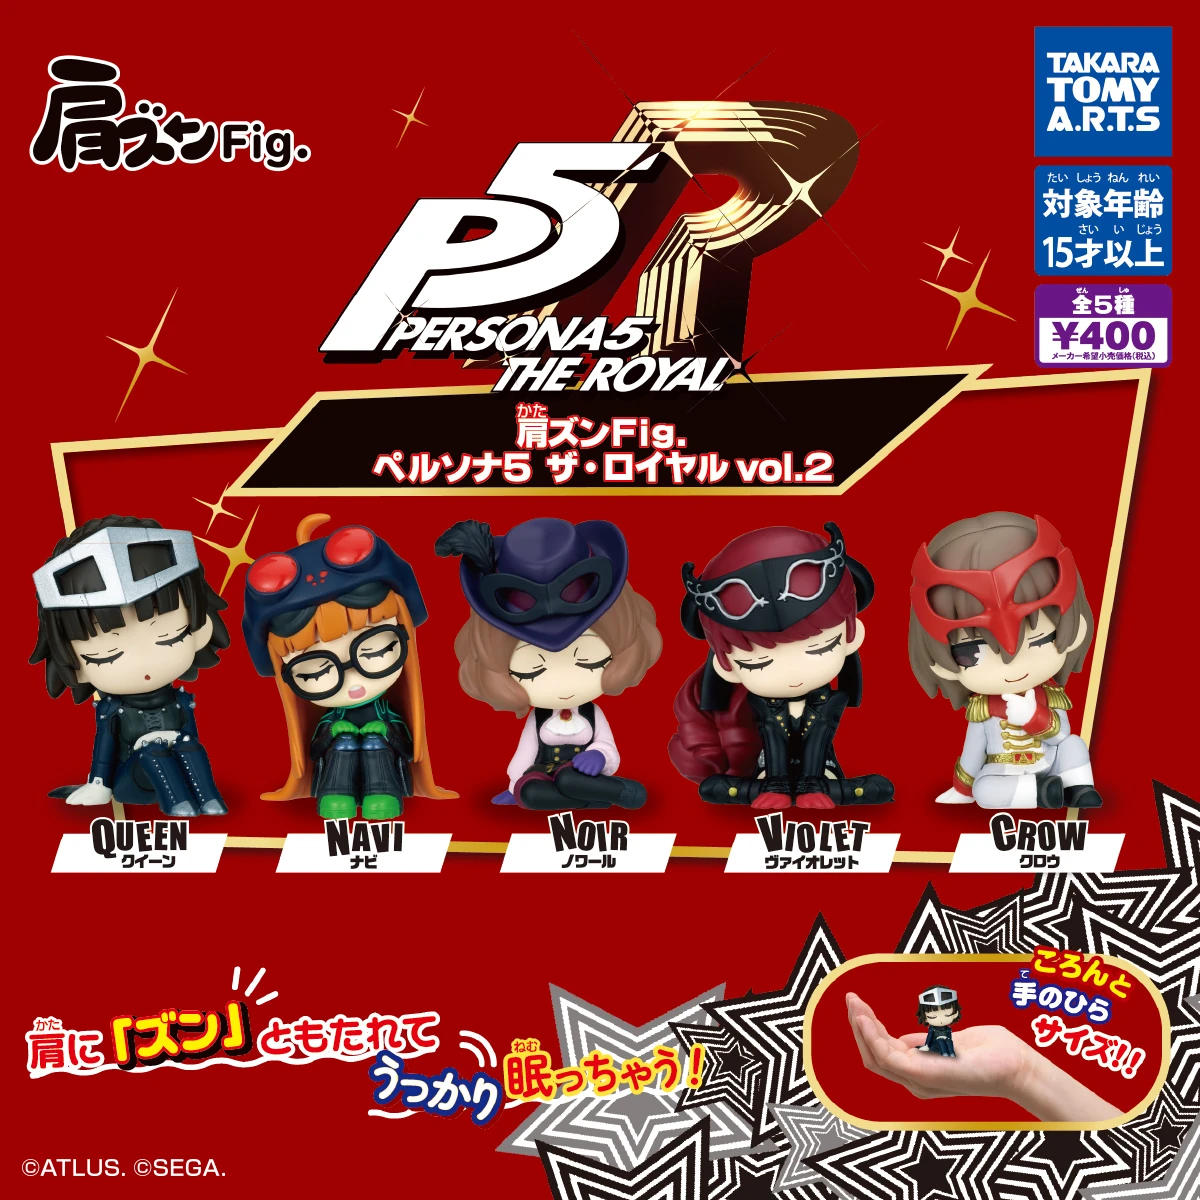 肩ズンFig.
TAKARA
TOMY
A.R.T.S
たいしょうねんれい
対象年齢
さいいじょう
15才以上
ぜんしゅ
全5種
¥400
メーカー希望小売価格(税込)
P5R
PERSONA5
THE ROYAL
かた
肩ズンFig.
ペルソナ5 ザ・ロイヤル vol.2
QUEEN
クイーン
NAVI
ナビ
NOIR
ノワール
VIOLET
ヴァイオレット
CROW
クロウ
かた
肩に「ズン」ともたれて
ねむ
うっかり眠っちゃう!
ころんと
て
手のひら
サイズ!!
©ATLUS. ©SEGA.